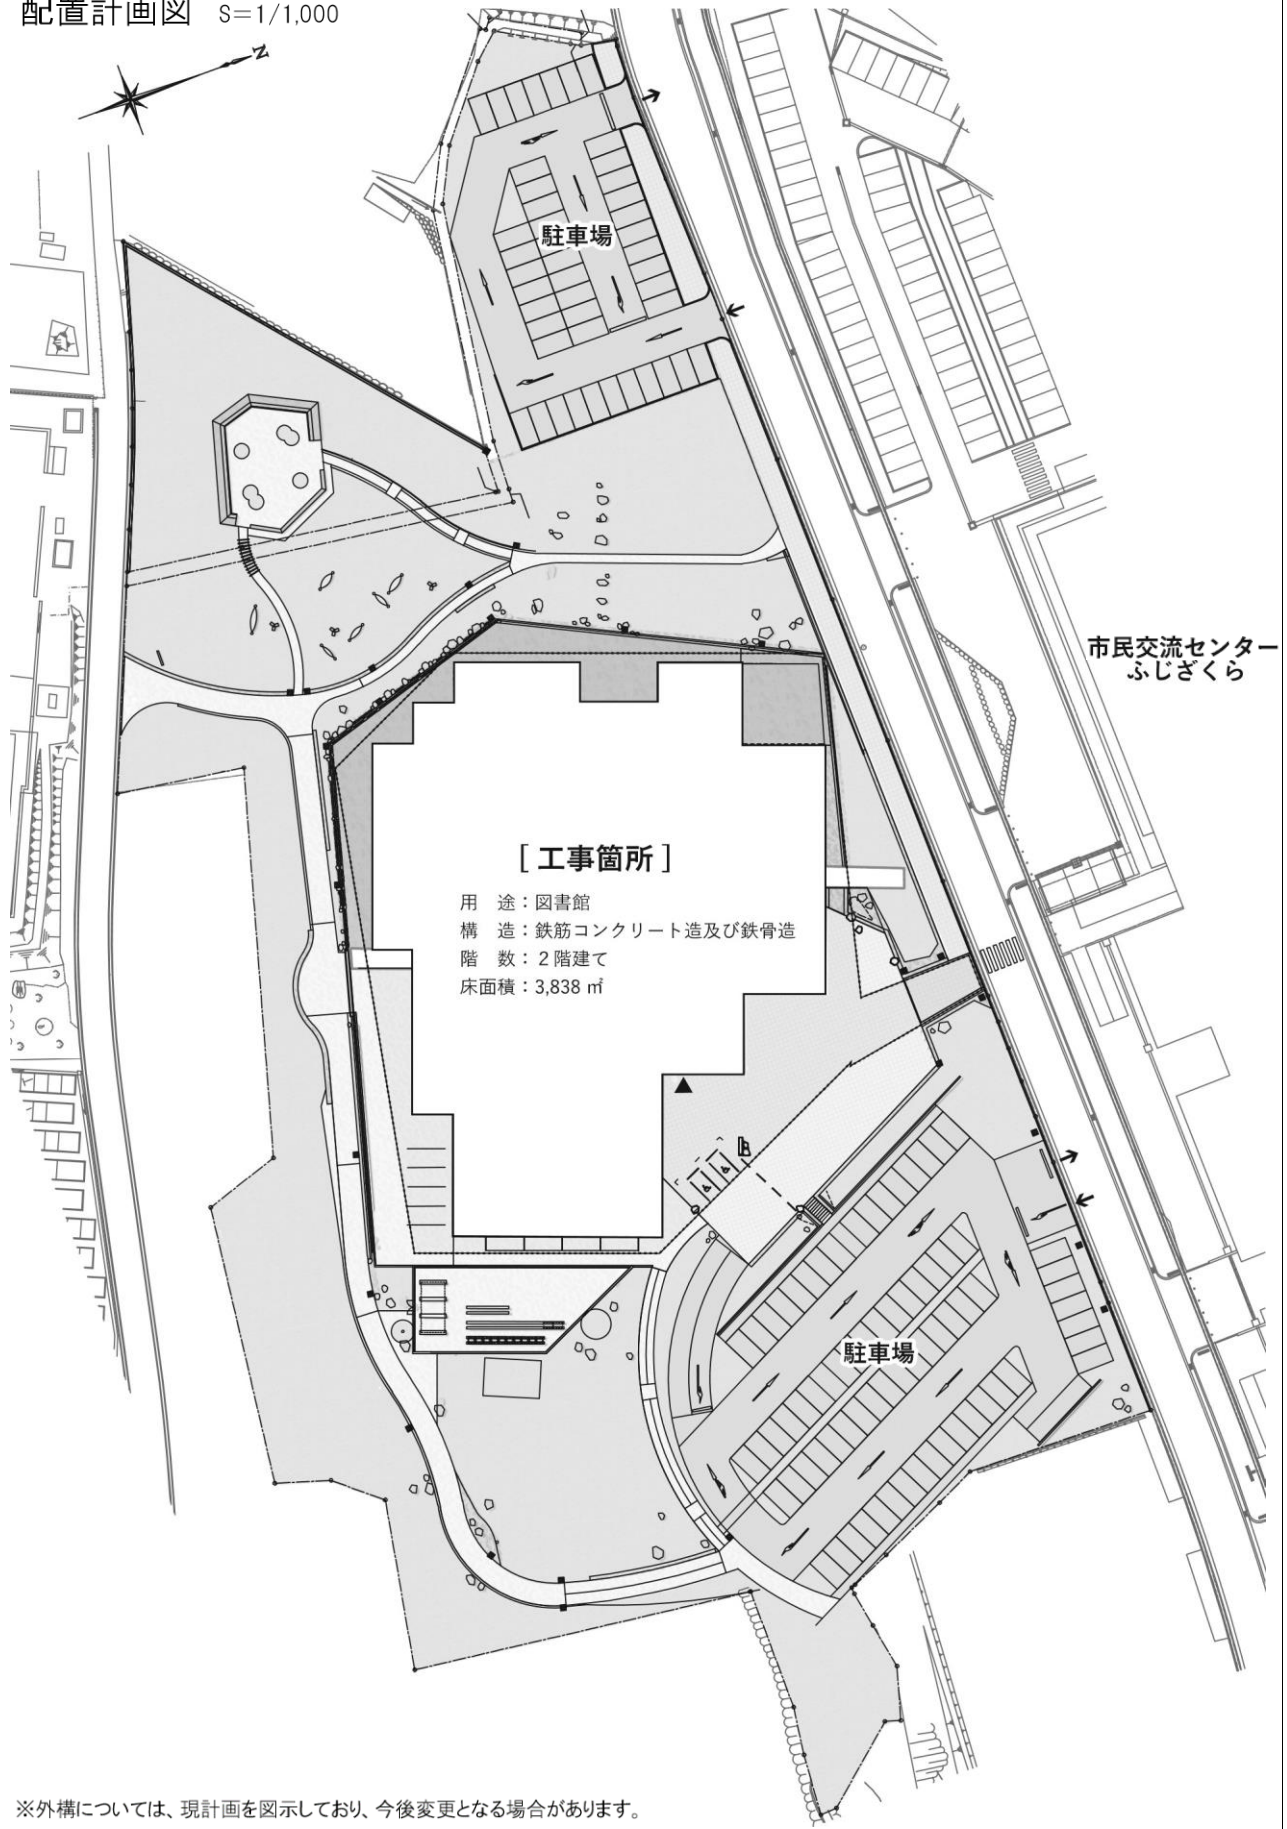 配置計画図 S=1/1,000
N
駐車場
市民交流センター
ふじざくら
[ 工事箇所 ]
用 途：図書館
構 造：鉄筋コンクリート造及び鉄骨造
階 数：２階建て
床面積：3,838 ㎡
駐車場
※外構については、現計画を図示しており、今後変更となる場合があります。